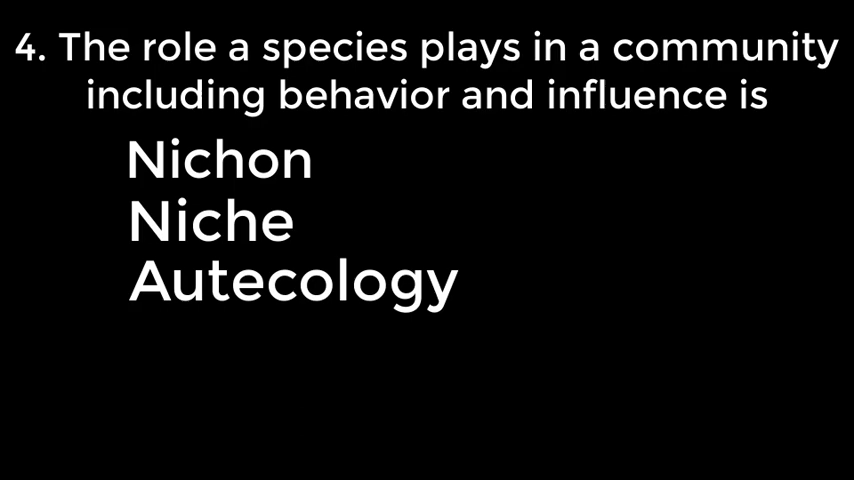 4. The role a species plays in a community
including behavior and influence is
Nichon
Niche
Autecology